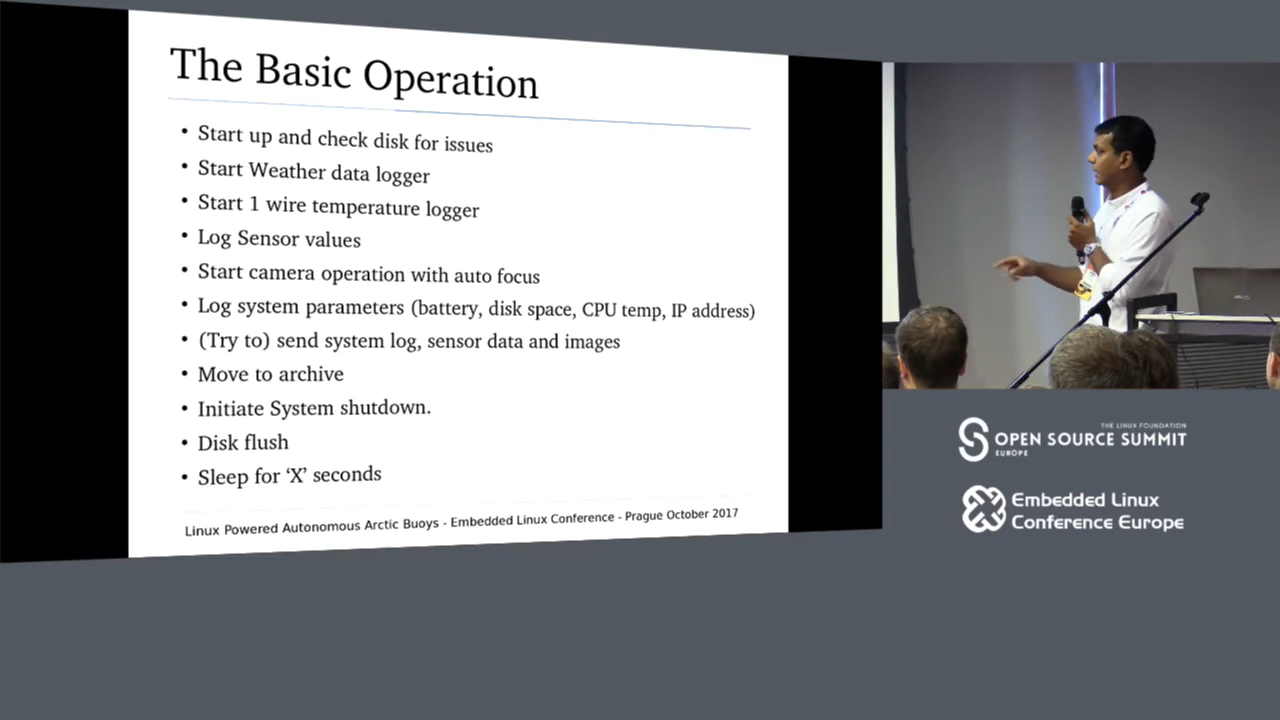 The Basic Operation
• Start up and check disk for issues
• Start Weather data logger
• Start 1 wire temperature logger
• Log Sensor values
• Start camera operation with auto focus
• Log system parameters (battery, disk space, CPU temp, IP address)
• (Try to) send system log, sensor data and images
• Move to archive
• Initiate System shutdown.
• Disk flush
• Sleep for ‘X’ seconds
Linux Powered Autonomous Arctic Buoys - Embedded Linux Conference - Prague October 2017
THE LINUX FOUNDATION
OPEN SOURCE SUMMIT
EUROPE
Embedded Linux
Conference Europe